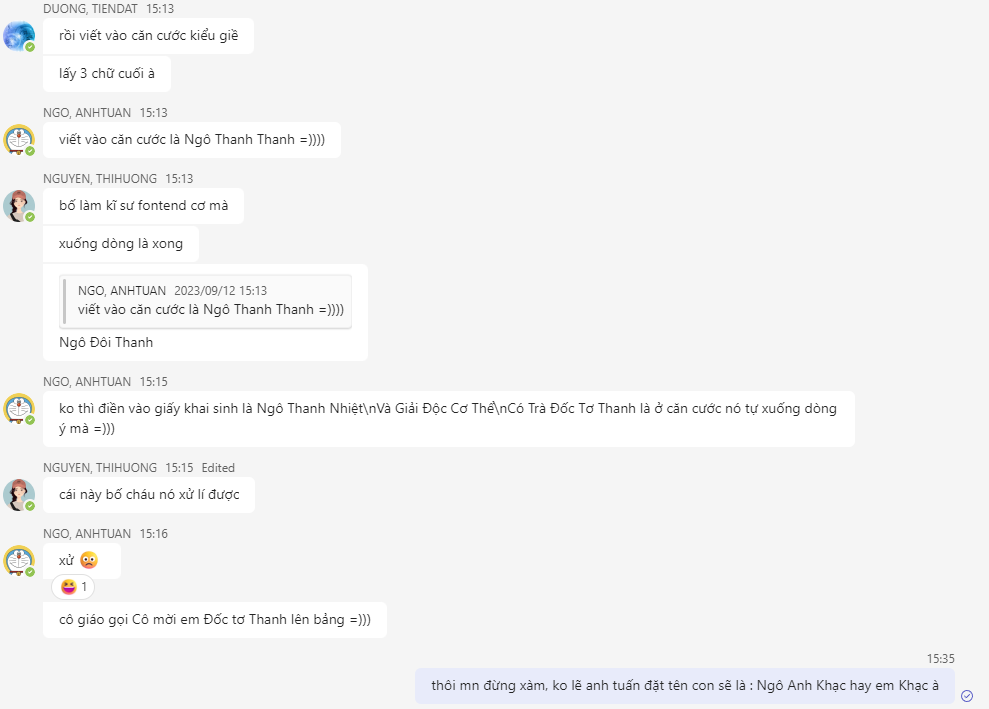 DUONG, TIENDAT 15:13
rồi viết vào căn cước kiểu giề
lấy 3 chữ cuối à
NGO, ANHTUAN 15:13
viết vào căn cước là Ngô Thanh Thanh =))))
NGUYEN, THIHUONG 15:13
bố làm kĩ sư fontend cơ mà
xuống dòng là xong
NGO, ANHTUAN 2023/09/12 15:13
viết vào căn cước là Ngô Thanh Thanh =))))
Ngô Đôi Thanh
NGO, ANHTUAN 15:15
ko thì điền vào giấy khai sinh là Ngô Thanh Nhiệt\nVà Giải Độc Cơ Thể\nCó Trà Đốc Tơ Thanh là ở căn cước nó tự xuống dòng
ý mà =)))
NGUYEN, THIHUONG 15:15 Edited
cái này bố cháu nó xử lí được
NGO, ANHTUAN 15:16
xử
1
cô giáo gọi Cô mời em Đốc tơ Thanh lên bảng =)))
15:35
thôi mn đừng xàm, ko lẽ anh tuấn đặt tên con sẽ là : Ngô Anh Khạc hay em Khạc à